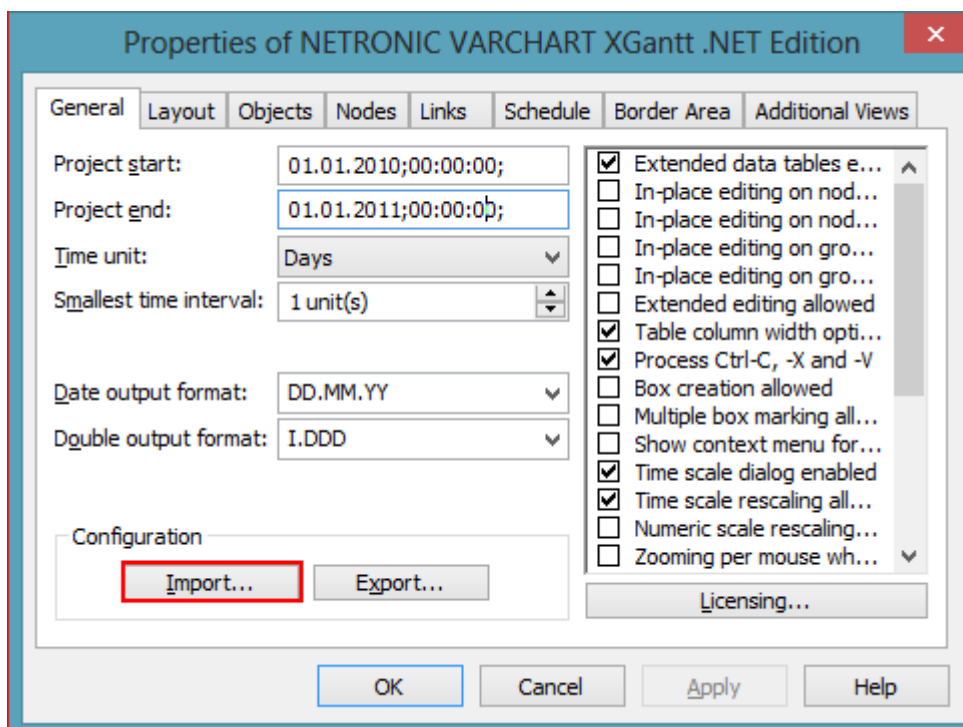 Properties of NETRONIC VARCHART XGantt .NET Edition
General Layout Objects Nodes Links Schedule Border Area Additional Views
Project start: 01.01.2010;00:00:00;
Project end: 01.01.2011;00:00:00;
Time unit: Days
Smallest time interval: 1 unit(s)
Date output format: DD.MM.YY
Double output format: I.DDD
Configuration
Import... Export...
Extended data tables e...
In-place editing on nod...
In-place editing on nod...
In-place editing on gro...
In-place editing on gro...
Extended editing allowed
Table column width opti...
Process Ctrl-C, -X and -V
Box creation allowed
Multiple box marking all...
Show context menu for...
Time scale dialog enabled
Time scale rescaling all...
Numeric scale rescaling...
Zooming per mouse wh...
Licensing...
OK Cancel Apply Help